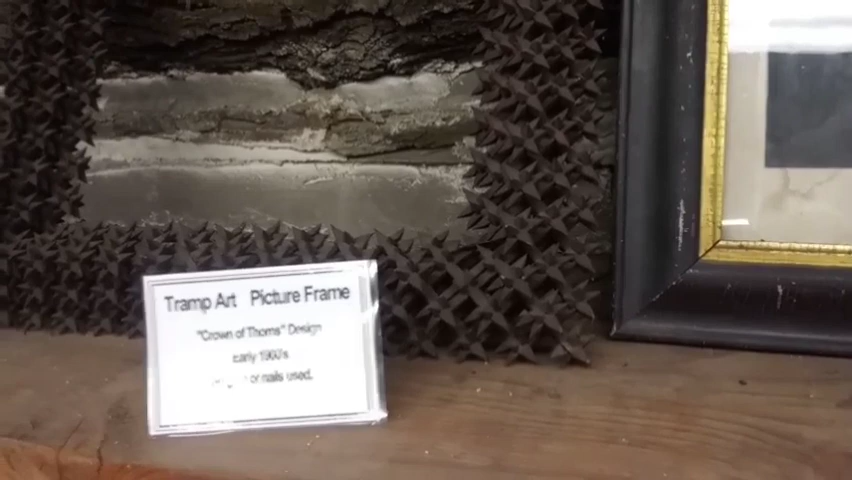 Tramp Art Picture Frame
"Crown of Thorns" Design
Early 1900's
or nails used.